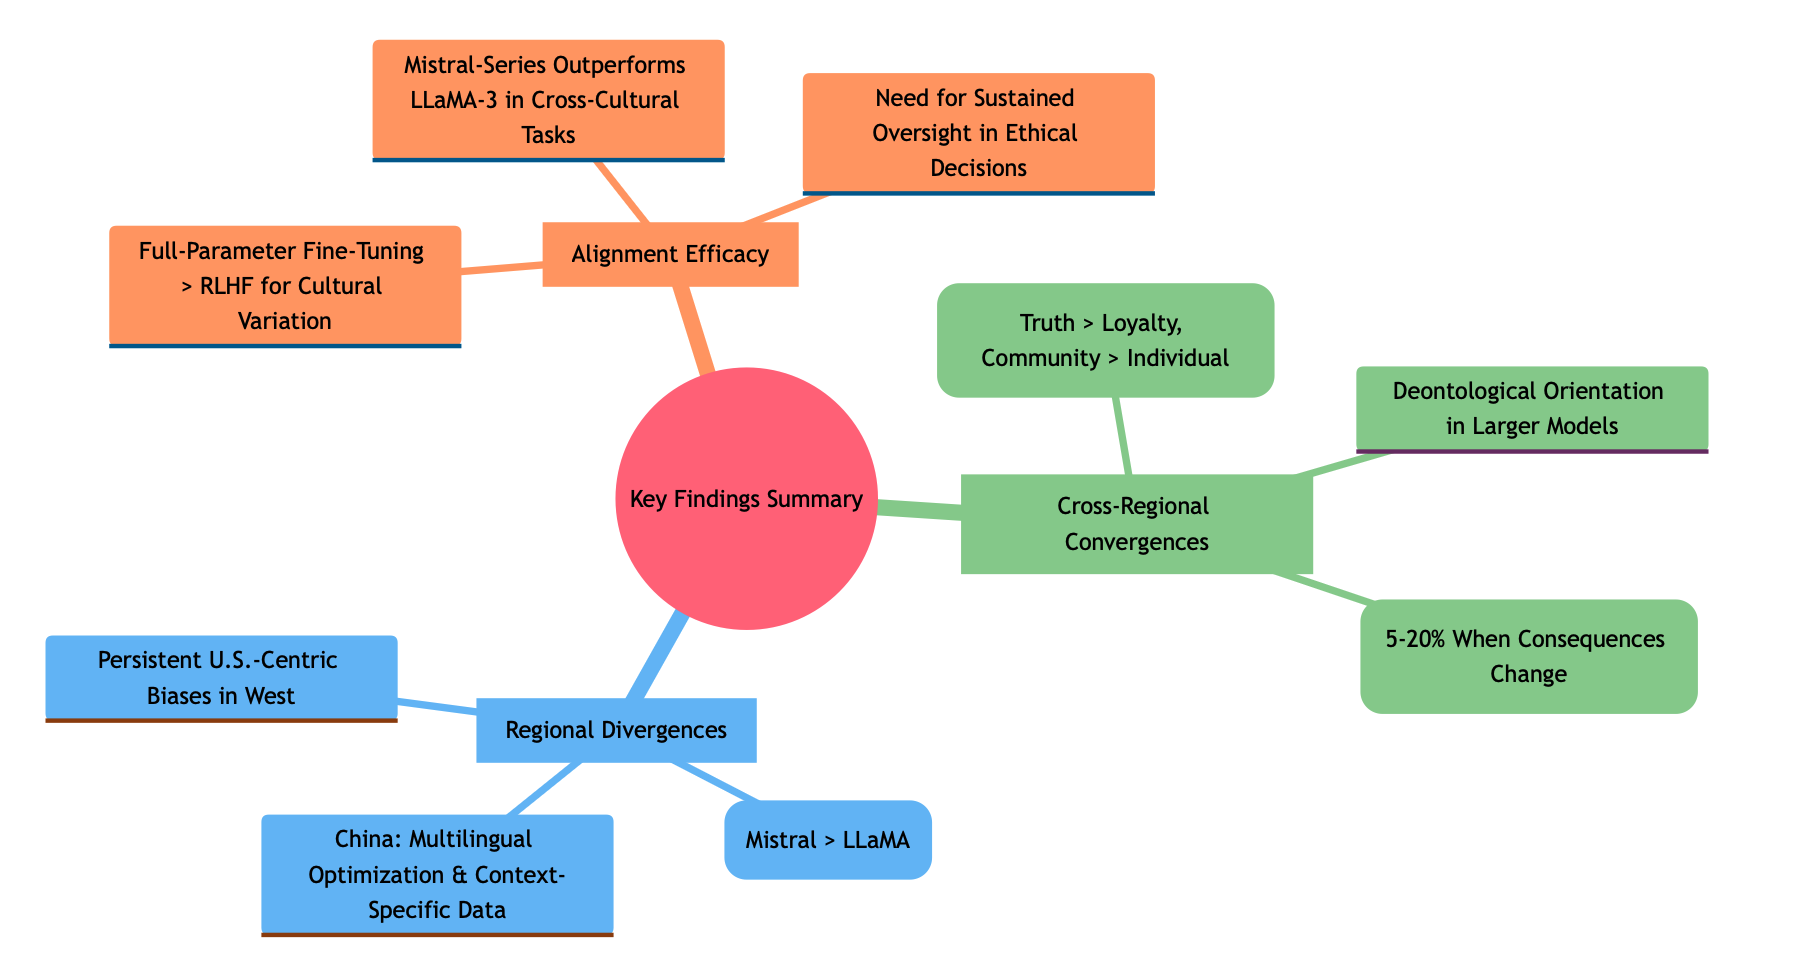 Mistral-Series Outperforms
LLaMA-3 in Cross-Cultural
Tasks
Need for Sustained
Oversight in Ethical
Decisions
Full-Parameter Fine-Tuning
> RLHF for Cultural
Variation
Alignment Efficacy
Truth > Loyalty,
Community > Individual
Deontological Orientation
in Larger Models
Key Findings Summary
Cross-Regional
Convergences
5-20% When Consequences
Change
Persistent U.S.-Centric
Biases in West
Regional Divergences
China: Multilingual
Optimization & Context-
Specific Data
Mistral > LLaMA